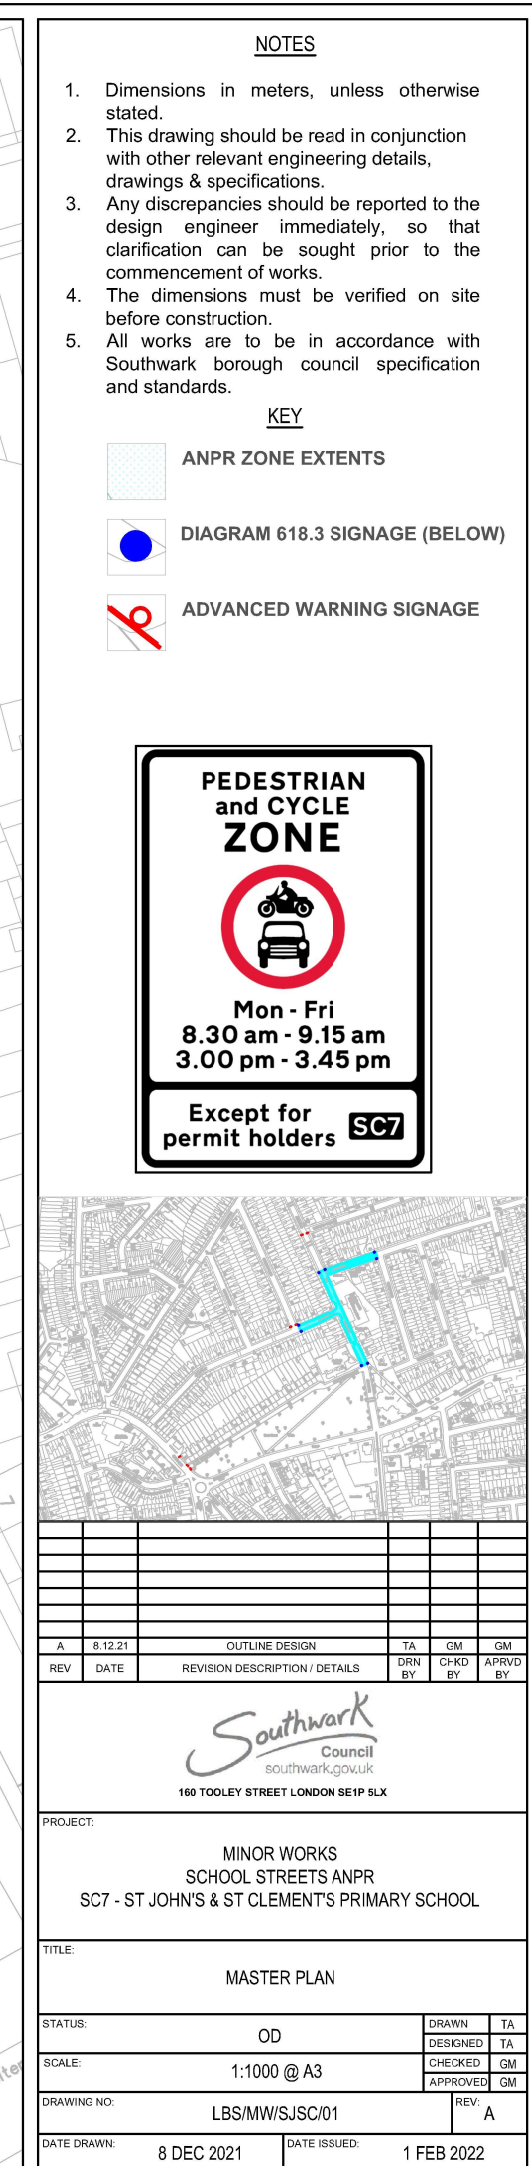 NOTES
1. Dimensions in meters, unless otherwise
stated.
2. This drawing should be read in conjunction
with other relevant engineering details,
drawings & specifications.
3. Any discrepancies should be reported to the
design engineer immediately, so that
clarification can be sought prior to the
commencement of works.
4. The dimensions must be verified on site
before construction.
5. All works are to be in accordance with
Southwark borough council specification
and standards.
KEY
ANPR ZONE EXTENTS
DIAGRAM 618.3 SIGNAGE (BELOW)
ADVANCED WARNING SIGNAGE
PEDESTRIAN
and CYCLE
ZONE
Mon - Fri
8.30 am - 9.15 am
3.00 pm - 3.45 pm
Except for
permit holders SC7
A 8.12.21 OUTLINE DESIGN TA GM GM
REV DATE REVISION DESCRIPTION / DETAILS DRN BY CHKD BY APRVD BY
Southwark
Council
southwark.gov.uk
160 TOOLEY STREET LONDON SE1P 5LX
PROJECT:
MINOR WORKS
SCHOOL STREETS ANPR
SC7 - ST JOHN'S & ST CLEMENT'S PRIMARY SCHOOL
TITLE:
MASTER PLAN
STATUS: OD DRAWN TA
DESIGNED TA
SCALE: 1:1000 @ A3 CHECKED GM
APPROVED GM
DRAWING NO: LBS/MW/SJSC/01 REV: A
DATE DRAWN: 8 DEC 2021 DATE ISSUED: 1 FEB 2022